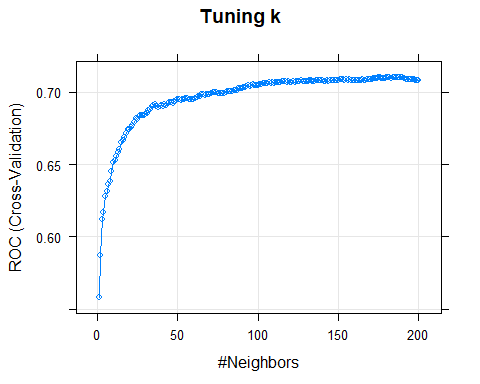 Tuning k
ROC (Cross-Validation)
0.70
0.65
0.60
0 50 100 150 200
#Neighbors